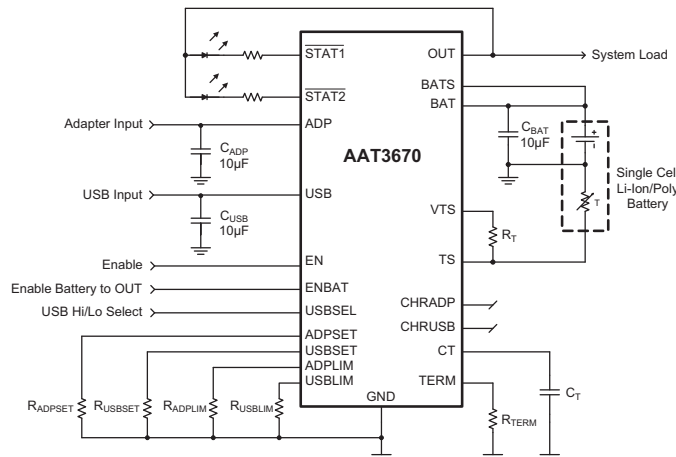 STAT1
STAT2
ADP
USB
EN
ENBAT
USBSEL
ADPSET
USBSET
ADPLIM
USBLIM
GND
AAT3670
OUT
BATS
BAT
VTS
TS
CHRADP
CHRUSB
CT
TERM
Adapter Input
CADP
10µF
USB Input
CUSB
10µF
Enable
Enable Battery to OUT
USB Hi/Lo Select
RADPSET
RUSBSET
RADPLIM
RUSBLIM
System Load
CBAT
10µF
+
T
Single Cel
Li-Ion/Poly
Battery
RT
CT
RTERM